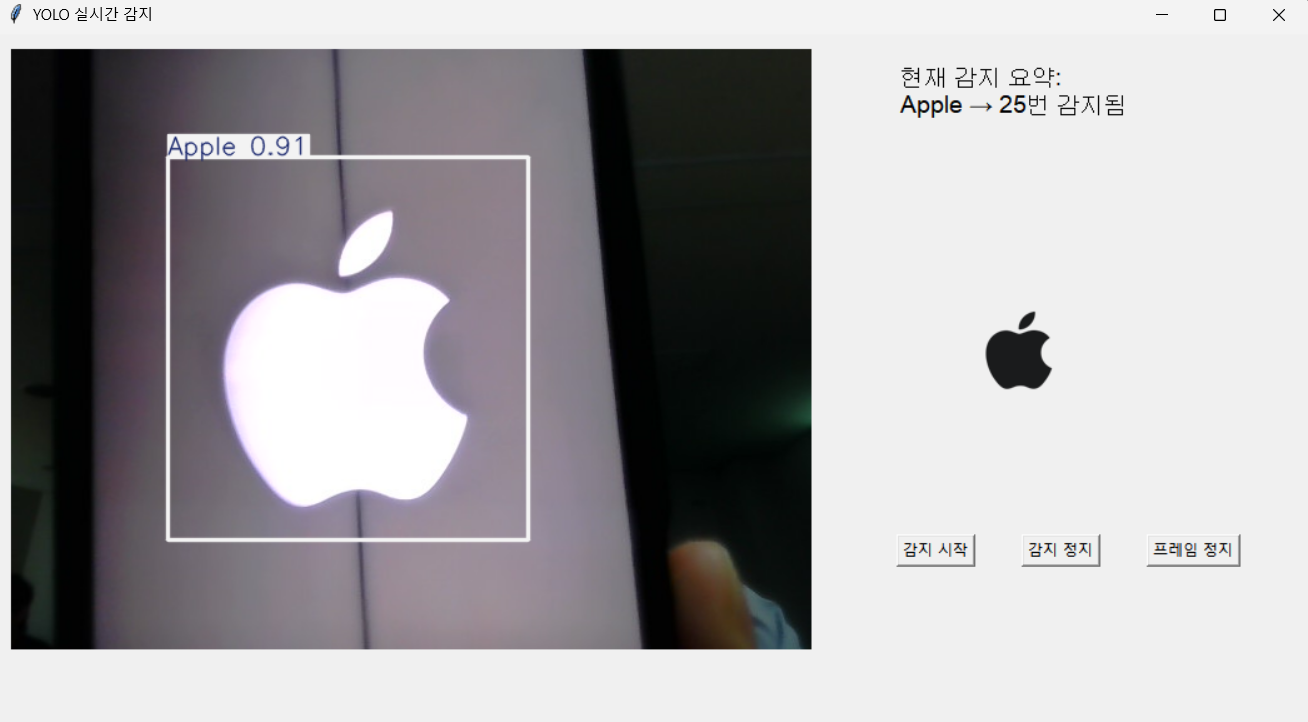 YOLO 실시간 감지
Apple 0.91
현재 감지 요약:
Apple → 25번 감지됨
감지 시작
감지 정지
프레임 정지